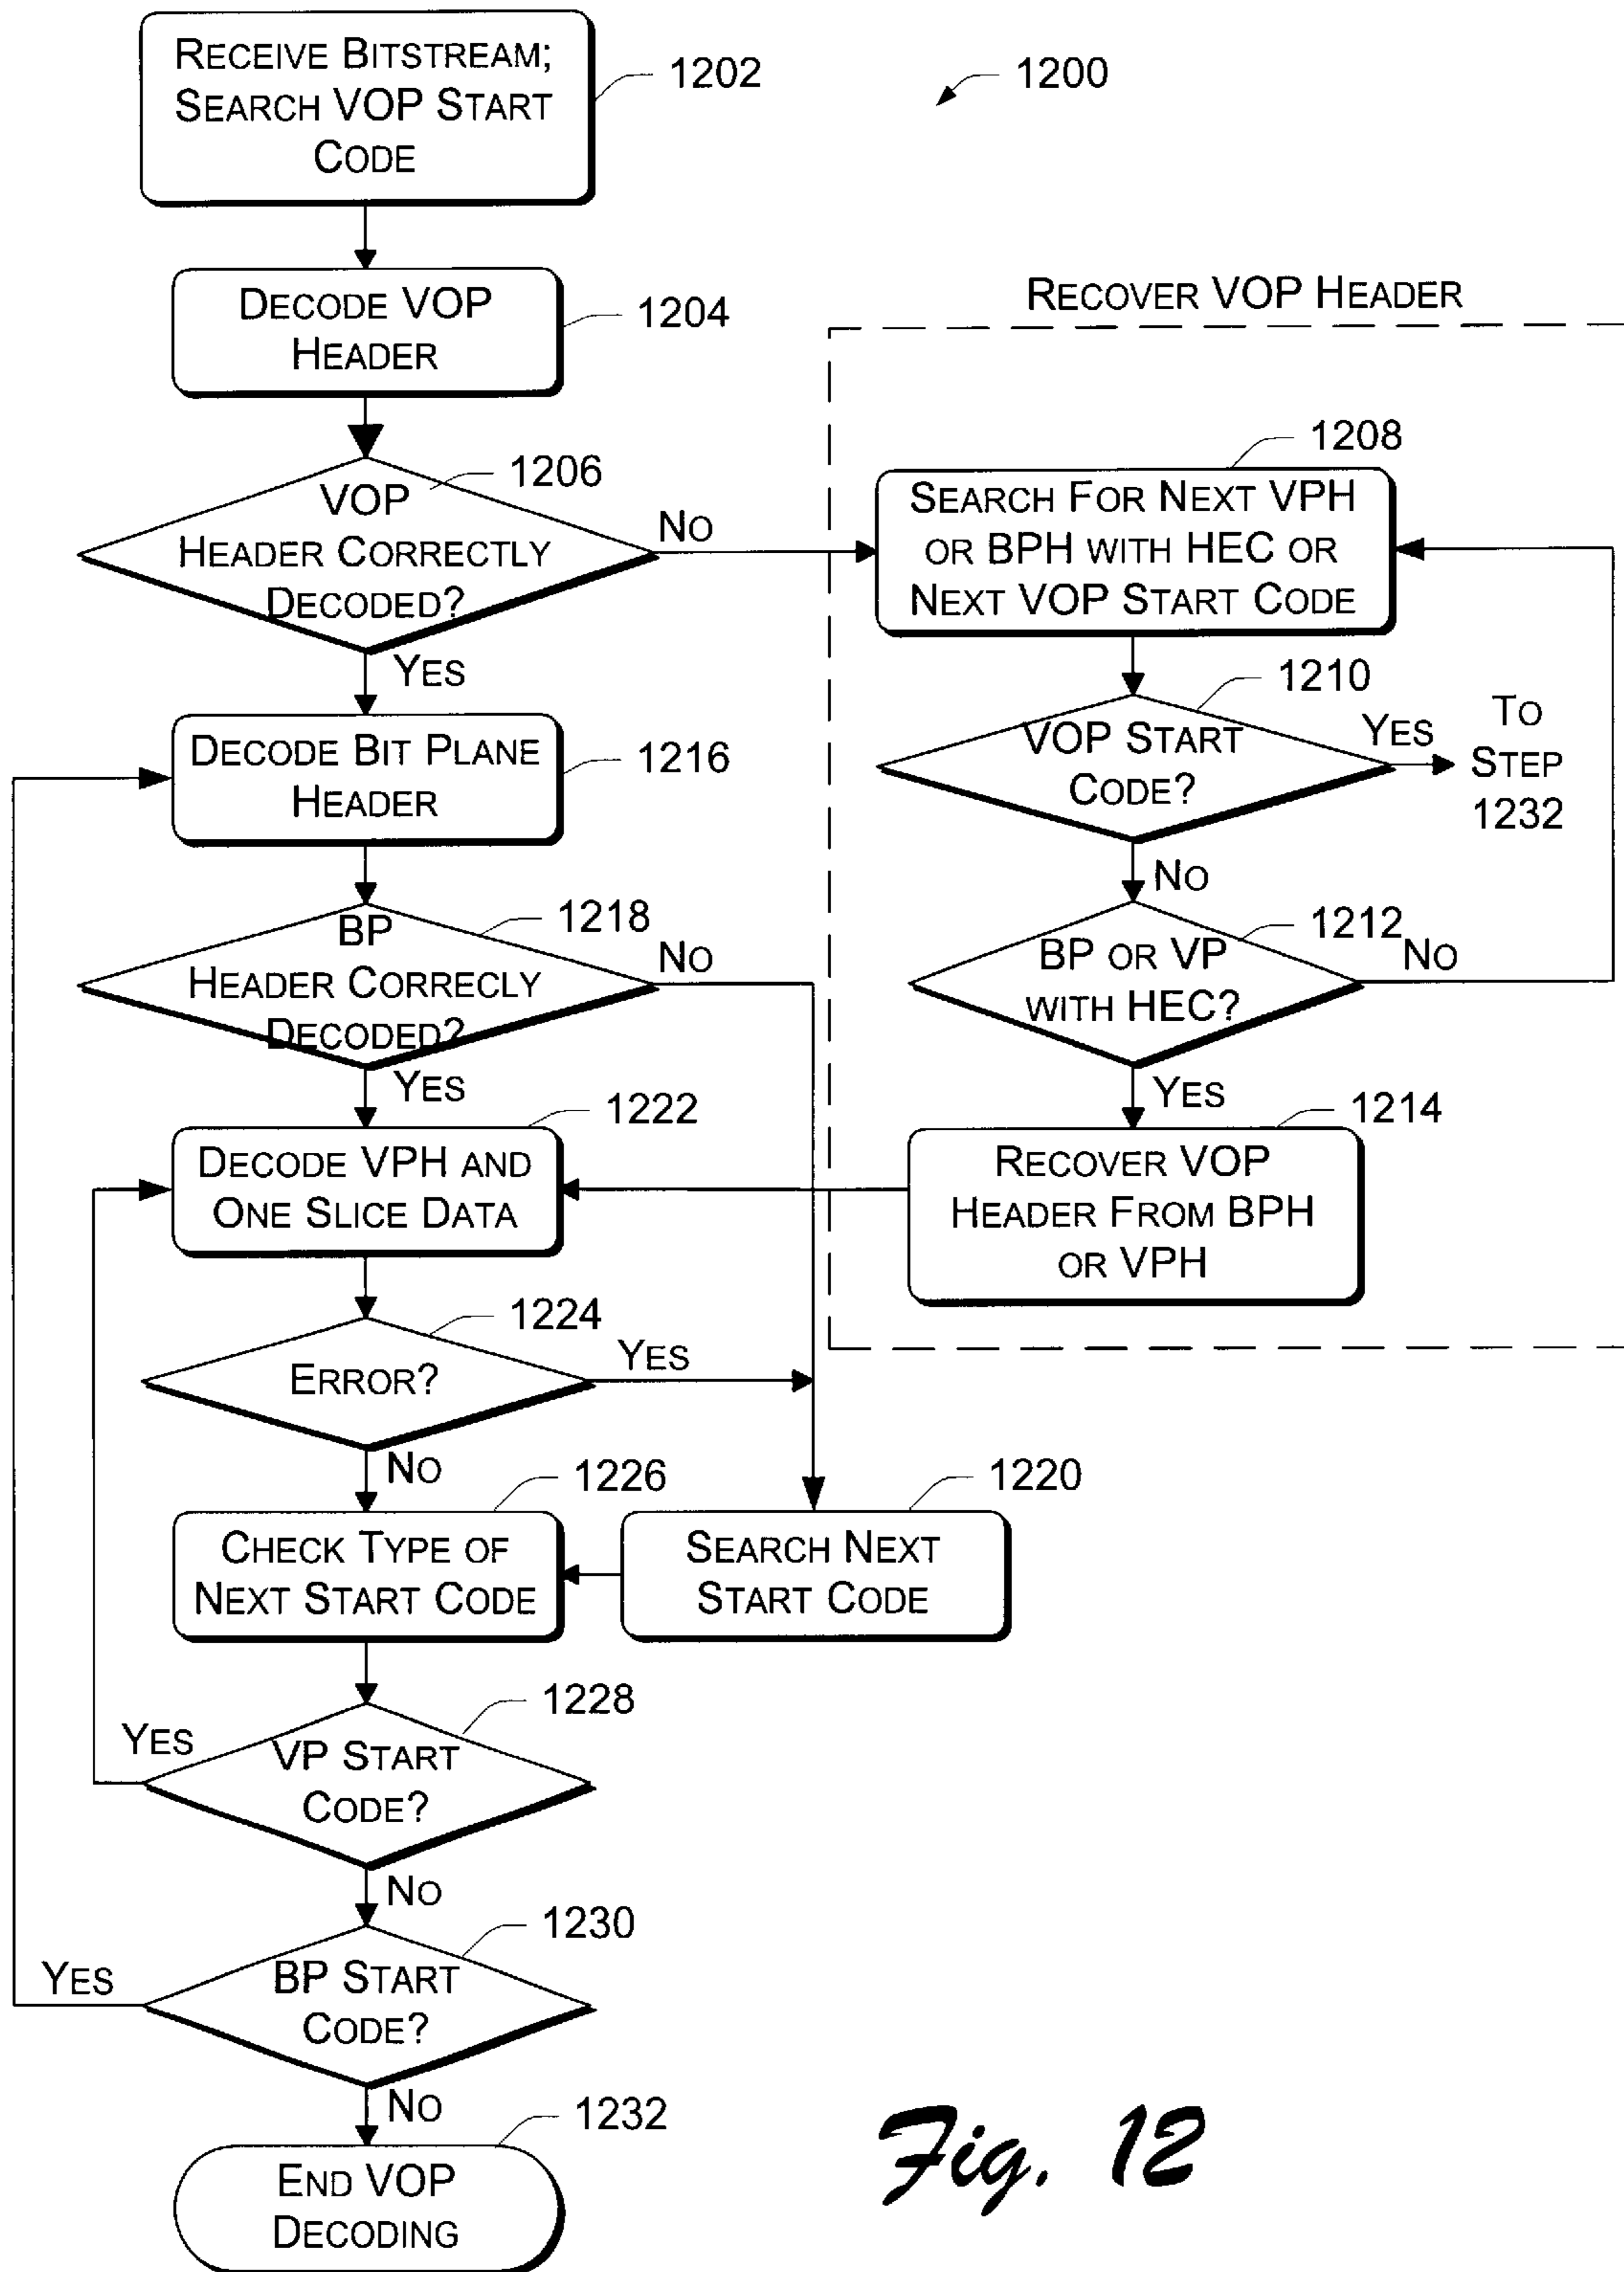 RECEIVE BITSTREAM;
SEARCH VOP START
CODE
1202
1200
DECODE VOP
HEADER
1204
RECOVER VOP HEADER
VOP
HEADER CORRECTLY
DECODED?
1206
NO
YES
1208
SEARCH FOR NEXT VPH
OR BPH WITH HEC OR
NEXT VOP START CODE
1210
VOP START
CODE?
YES
TO
STEP
1232
NO
DECODE BIT PLANE
HEADER
1216
BP
HEADER CORRECLY
DECODED?
1218
NO
YES
1212
BP OR VP
WITH HEC?
NO
YES
1222
DECODE VPH AND
ONE SLICE DATA
1214
RECOVER VOP
HEADER FROM BPH
OR VPH
1224
ERROR?
YES
NO
1226
CHECK TYPE OF
NEXT START CODE
1220
SEARCH NEXT
START CODE
1228
VP START
CODE?
YES
NO
1230
BP START
CODE?
YES
NO
1232
END VOP
DECODING
Fig. 12